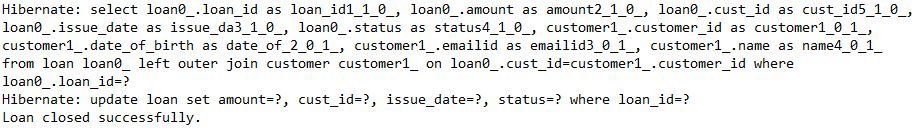 Hibernate: select loan0_.loan_id as loan_id1_1_0_, loan0_.amount as amount2_1_0_, loan0_.cust_id as cust_id5_1_0_,
loan0_.issue_date as issue_da3_1_0_, loan0_.status as status4_1_0_, customer1_.customer_id as customer1_0_1_,
customer1_.date_of_birth as date_of_2_0_1_, customer1_.emailid as emailid3_0_1_, customer1_.name as name4_0_1_
from loan loan0_ left outer join customer customer1_ on loan0_.cust_id=customer1_.customer_id where
loan0_.loan_id=?
Hibernate: update loan set amount=?, cust_id=?, issue_date=?, status=? where loan_id=?
Loan closed successfully.